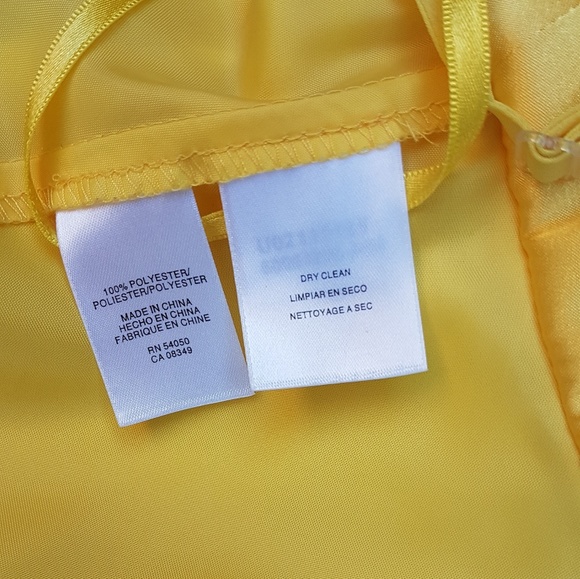 100% POLYESTER/
POLIESTER/POLYESTER
MADE IN CHINA
HECHO EN CHINA
FABRIQUE EN CHINE
RN 54050
CA 08349
DRY CLEAN
LIMPIAR EN SECO
NETTOYAGE A SEC